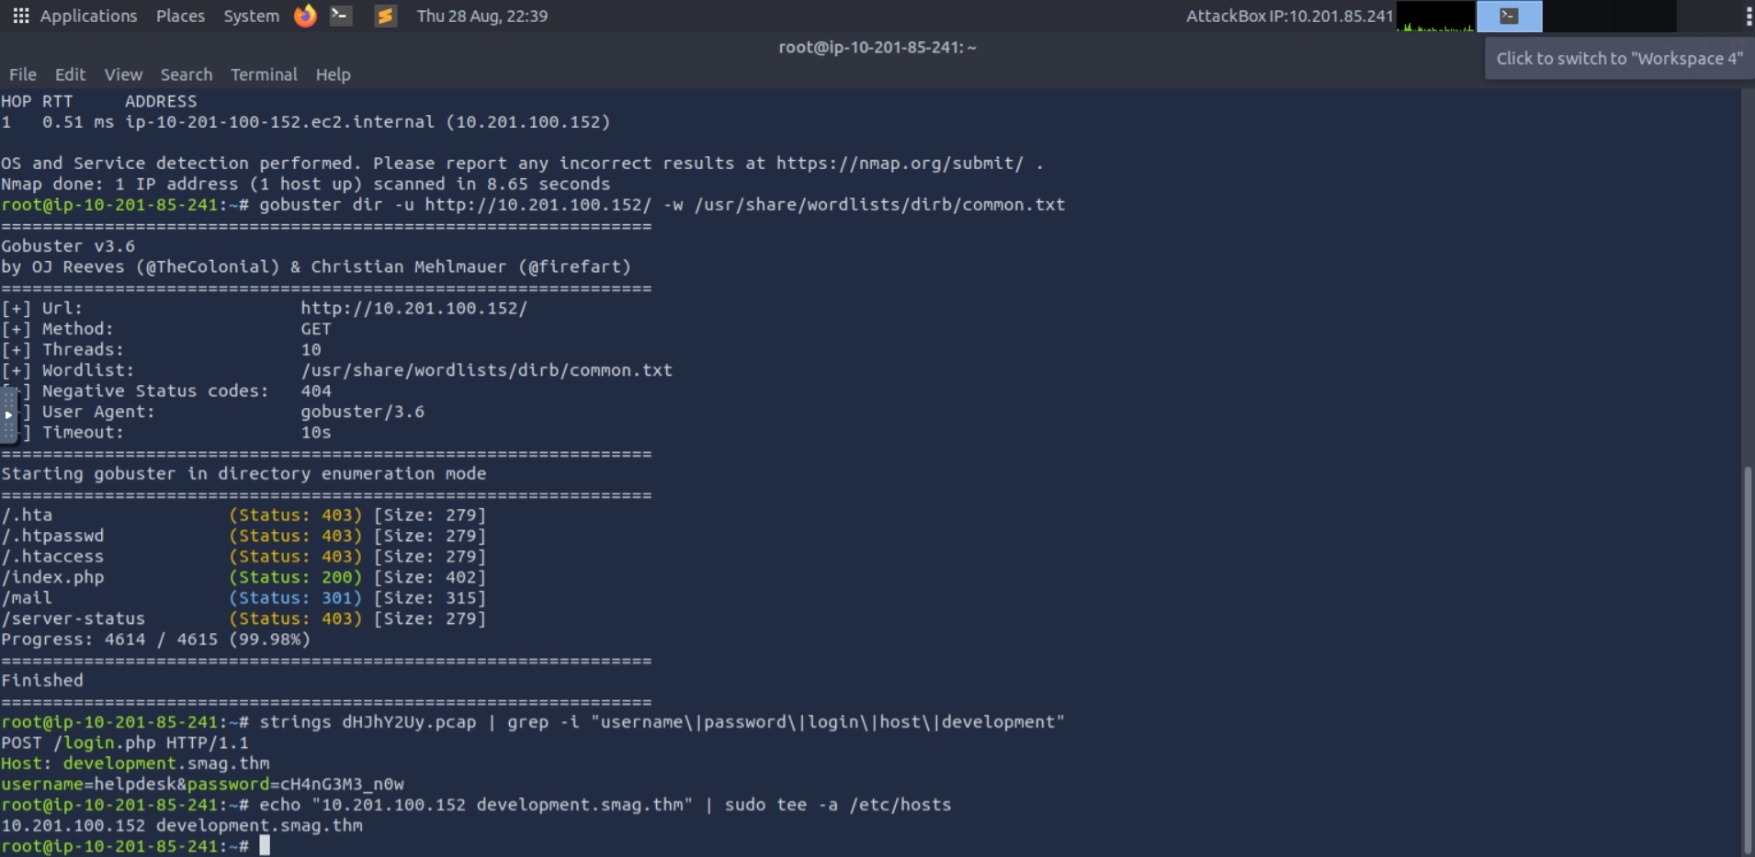 Applications Places System Thu 28 Aug, 22:39 AttackBox IP:10.201.85.241
root@ip-10-201-85-241: ~
Click to switch to "Workspace 4"
File Edit View Search Terminal Help
HOP RTT     ADDRESS
1   0.51 ms ip-10-201-100-152.ec2.internal (10.201.100.152)
OS and Service detection performed. Please report any incorrect results at https://nmap.org/submit/ .
Nmap done: 1 IP address (1 host up) scanned in 8.65 seconds
root@ip-10-201-85-241:~# gobuster dir -u http://10.201.100.152/ -w /usr/share/wordlists/dirb/common.txt
===============================================================
Gobuster v3.6
by OJ Reeves (@TheColonial) & Christian Mehlmauer (@firefart)
===============================================================
[+] Url:                     http://10.201.100.152/
[+] Method:                  GET
[+] Threads:                 10
[+] Wordlist:                /usr/share/wordlists/dirb/common.txt
] Negative Status codes:   404
] User Agent:              gobuster/3.6
] Timeout:                 10s
===============================================================
Starting gobuster in directory enumeration mode
===============================================================
/.hta                 (Status: 403) [Size: 279]
/.htpasswd            (Status: 403) [Size: 279]
/.htaccess            (Status: 403) [Size: 279]
/index.php            (Status: 200) [Size: 402]
/mail                 (Status: 301) [Size: 315]
/server-status        (Status: 403) [Size: 279]
Progress: 4614 / 4615 (99.98%)
===============================================================
Finished
===============================================================
root@ip-10-201-85-241:~# strings dHJhY2Uy.pcap | grep -i "username\|password\|login\|host\|development"
POST /login.php HTTP/1.1
Host: development.smag.thm
username=helpdesk&password=cH4nG3M3_n0w
root@ip-10-201-85-241:~# echo "10.201.100.152 development.smag.thm" | sudo tee -a /etc/hosts
10.201.100.152 development.smag.thm
root@ip-10-201-85-241:~#